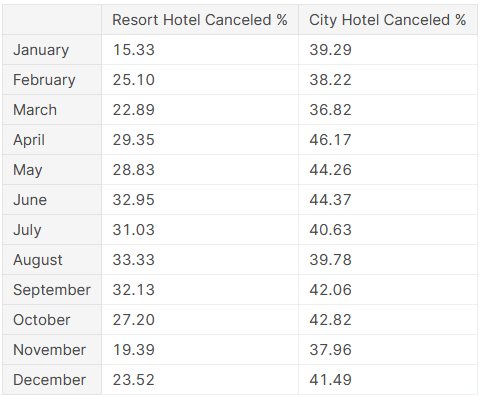 Resort Hotel Canceled % City Hotel Canceled %
January 15.33 39.29
February 25.10 38.22
March 22.89 36.82
April 29.35 46.17
May 28.83 44.26
June 32.95 44.37
July 31.03 40.63
August 33.33 39.78
September 32.13 42.06
October 27.20 42.82
November 19.39 37.96
December 23.52 41.49